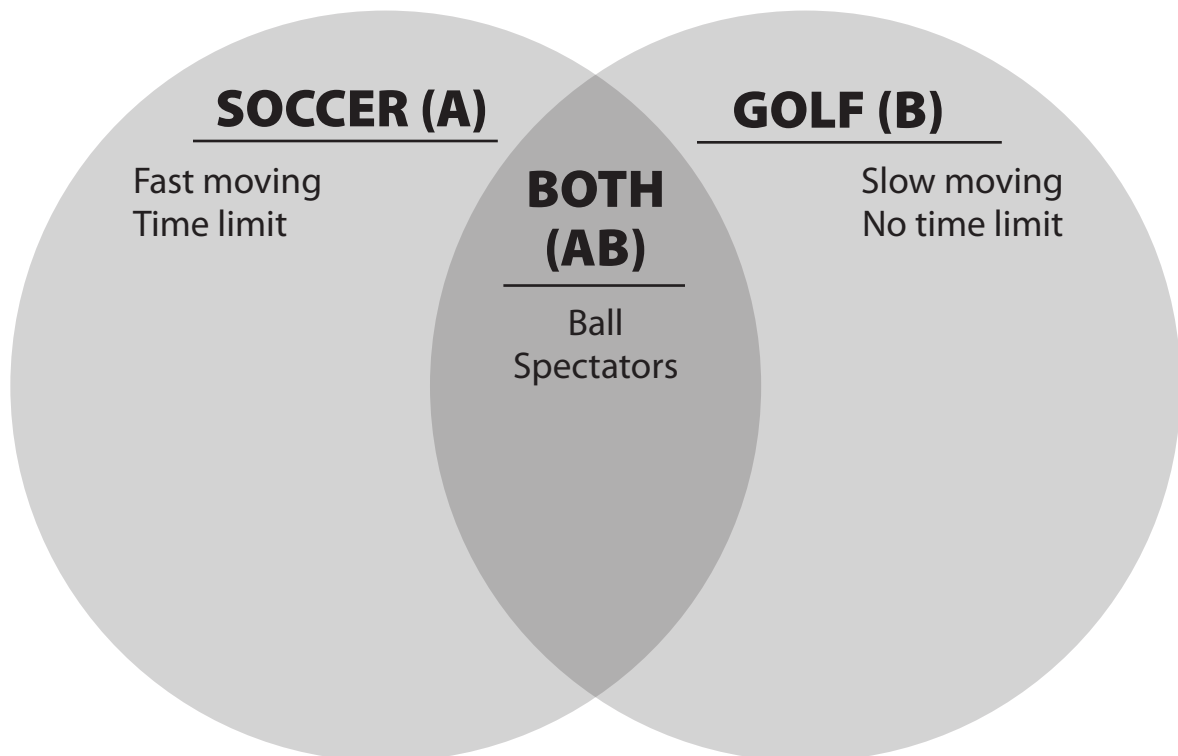 SOCCER (A)
Fast moving
Time limit
BOTH
(AB)
Ball
Spectators
GOLF (B)
Slow moving
No time limit